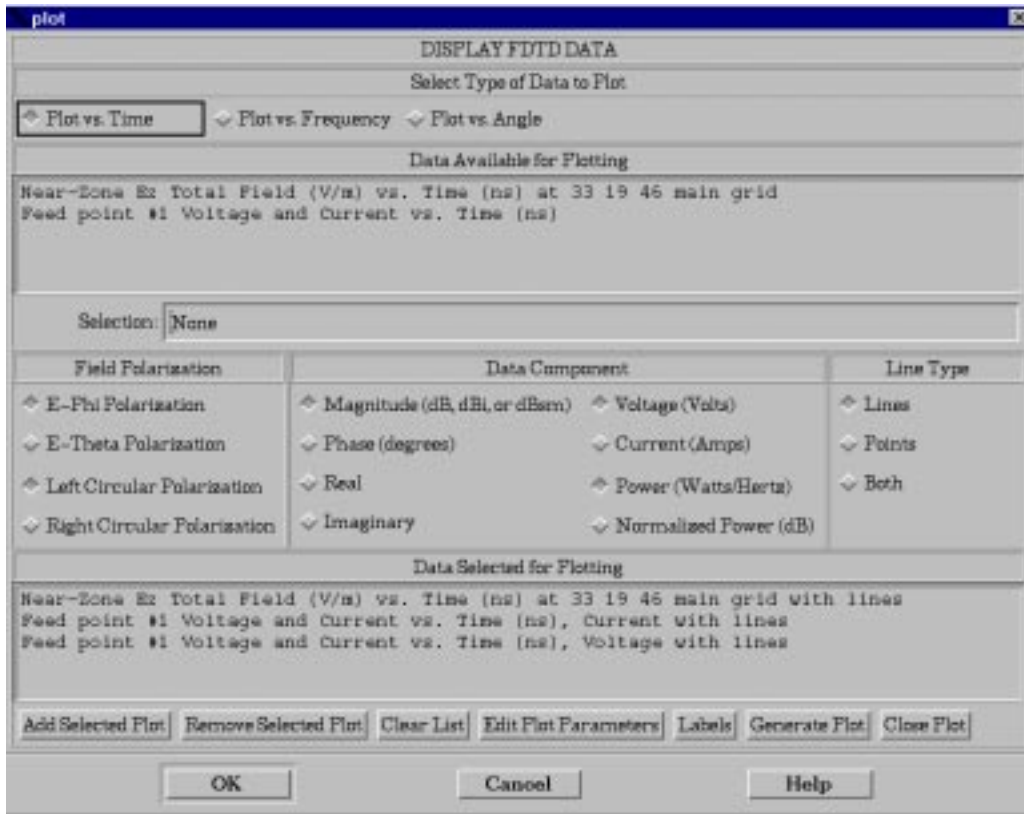 plot
DISPLAY FDTD DATA
Select Type of Data to Plot
Plot vs. Time Plot vs. Frequency Plot vs. Angle
Data Available for Plotting
Near-Zone Ez Total Field (V/m) vs. Time (ns) at 33 19 46 main grid
Feed point #1 Voltage and Current vs. Time (ns)
Selection: None
Field Polarization Data Component Line Type
E-Phi Polarization Magnitude (dB, dBi, or dBsm) Voltage (Volts) Lines
E-Theta Polarization Phase (degrees) Current (Amps) Points
Left Circular Polarization Real Power (Watts/Hertz) Both
Right Circular Polarization Imaginary Normalized Power (dB)
Data Selected for Plotting
Near-Zone Ez Total Field (V/m) vs. Time (ns) at 33 19 46 main grid with lines
Feed point #1 Voltage and Current vs. Time (ns), Current with lines
Feed point #1 Voltage and Current vs. Time (ns), Voltage with lines
Add Selected Plot Remove Selected Plot Clear List Edit Plot Parameters Labels Generate Plot Close Plot
OK Cancel Help